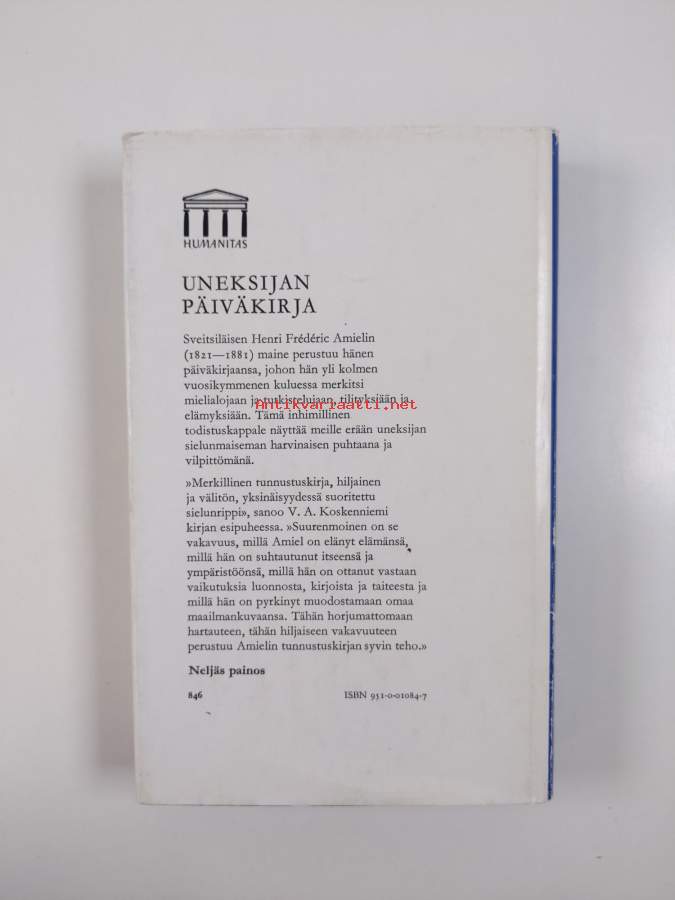 HUMANITAS
UNEKSIJAN
PÄIVÄKIRJA
Sveitsiläisen Henri Frédéric Amielin
(1821—1881) maine perustuu hänen
päiväkirjaansa, johon hän yli kolmen
vuosikymmenen kuluessa merkitsi
mielialojaan ja tutkistelujaan, tilityksiään ja
Antikvariaatti.net
elämyksiään. Tämä inhimillinen
todistuskappale näyttää meille erään uneksijan
sielunmaiseman harvinaisen puhtaana ja
vilpittömänä.
»Merkillinen tunnustuskirja, hiljainen
ja välitön, yksinäisyydessä suoritettu
sielunrippi», sanoo V. A. Koskenniemi
kirjan esipuheessa. »Suurenmoinen on se
vakavuus, millä Amiel on elänyt elämänsä,
millä hän on suhtautunut itseensä ja
ympäristöönsä, millä hän on ottanut vastaan
vaikutuksia luonnosta, kirjoista ja taiteesta ja
millä hän on pyrkinyt muodostamaan omaa
maailmankuvaansa. Tähän horjumattomaan
hartauteen, tähän hiljaiseen vakavuuteen
perustuu Amielin tunnustuskirjan syvin teho.»
Neljäs painos
846 ISBN 951-0-01084-7